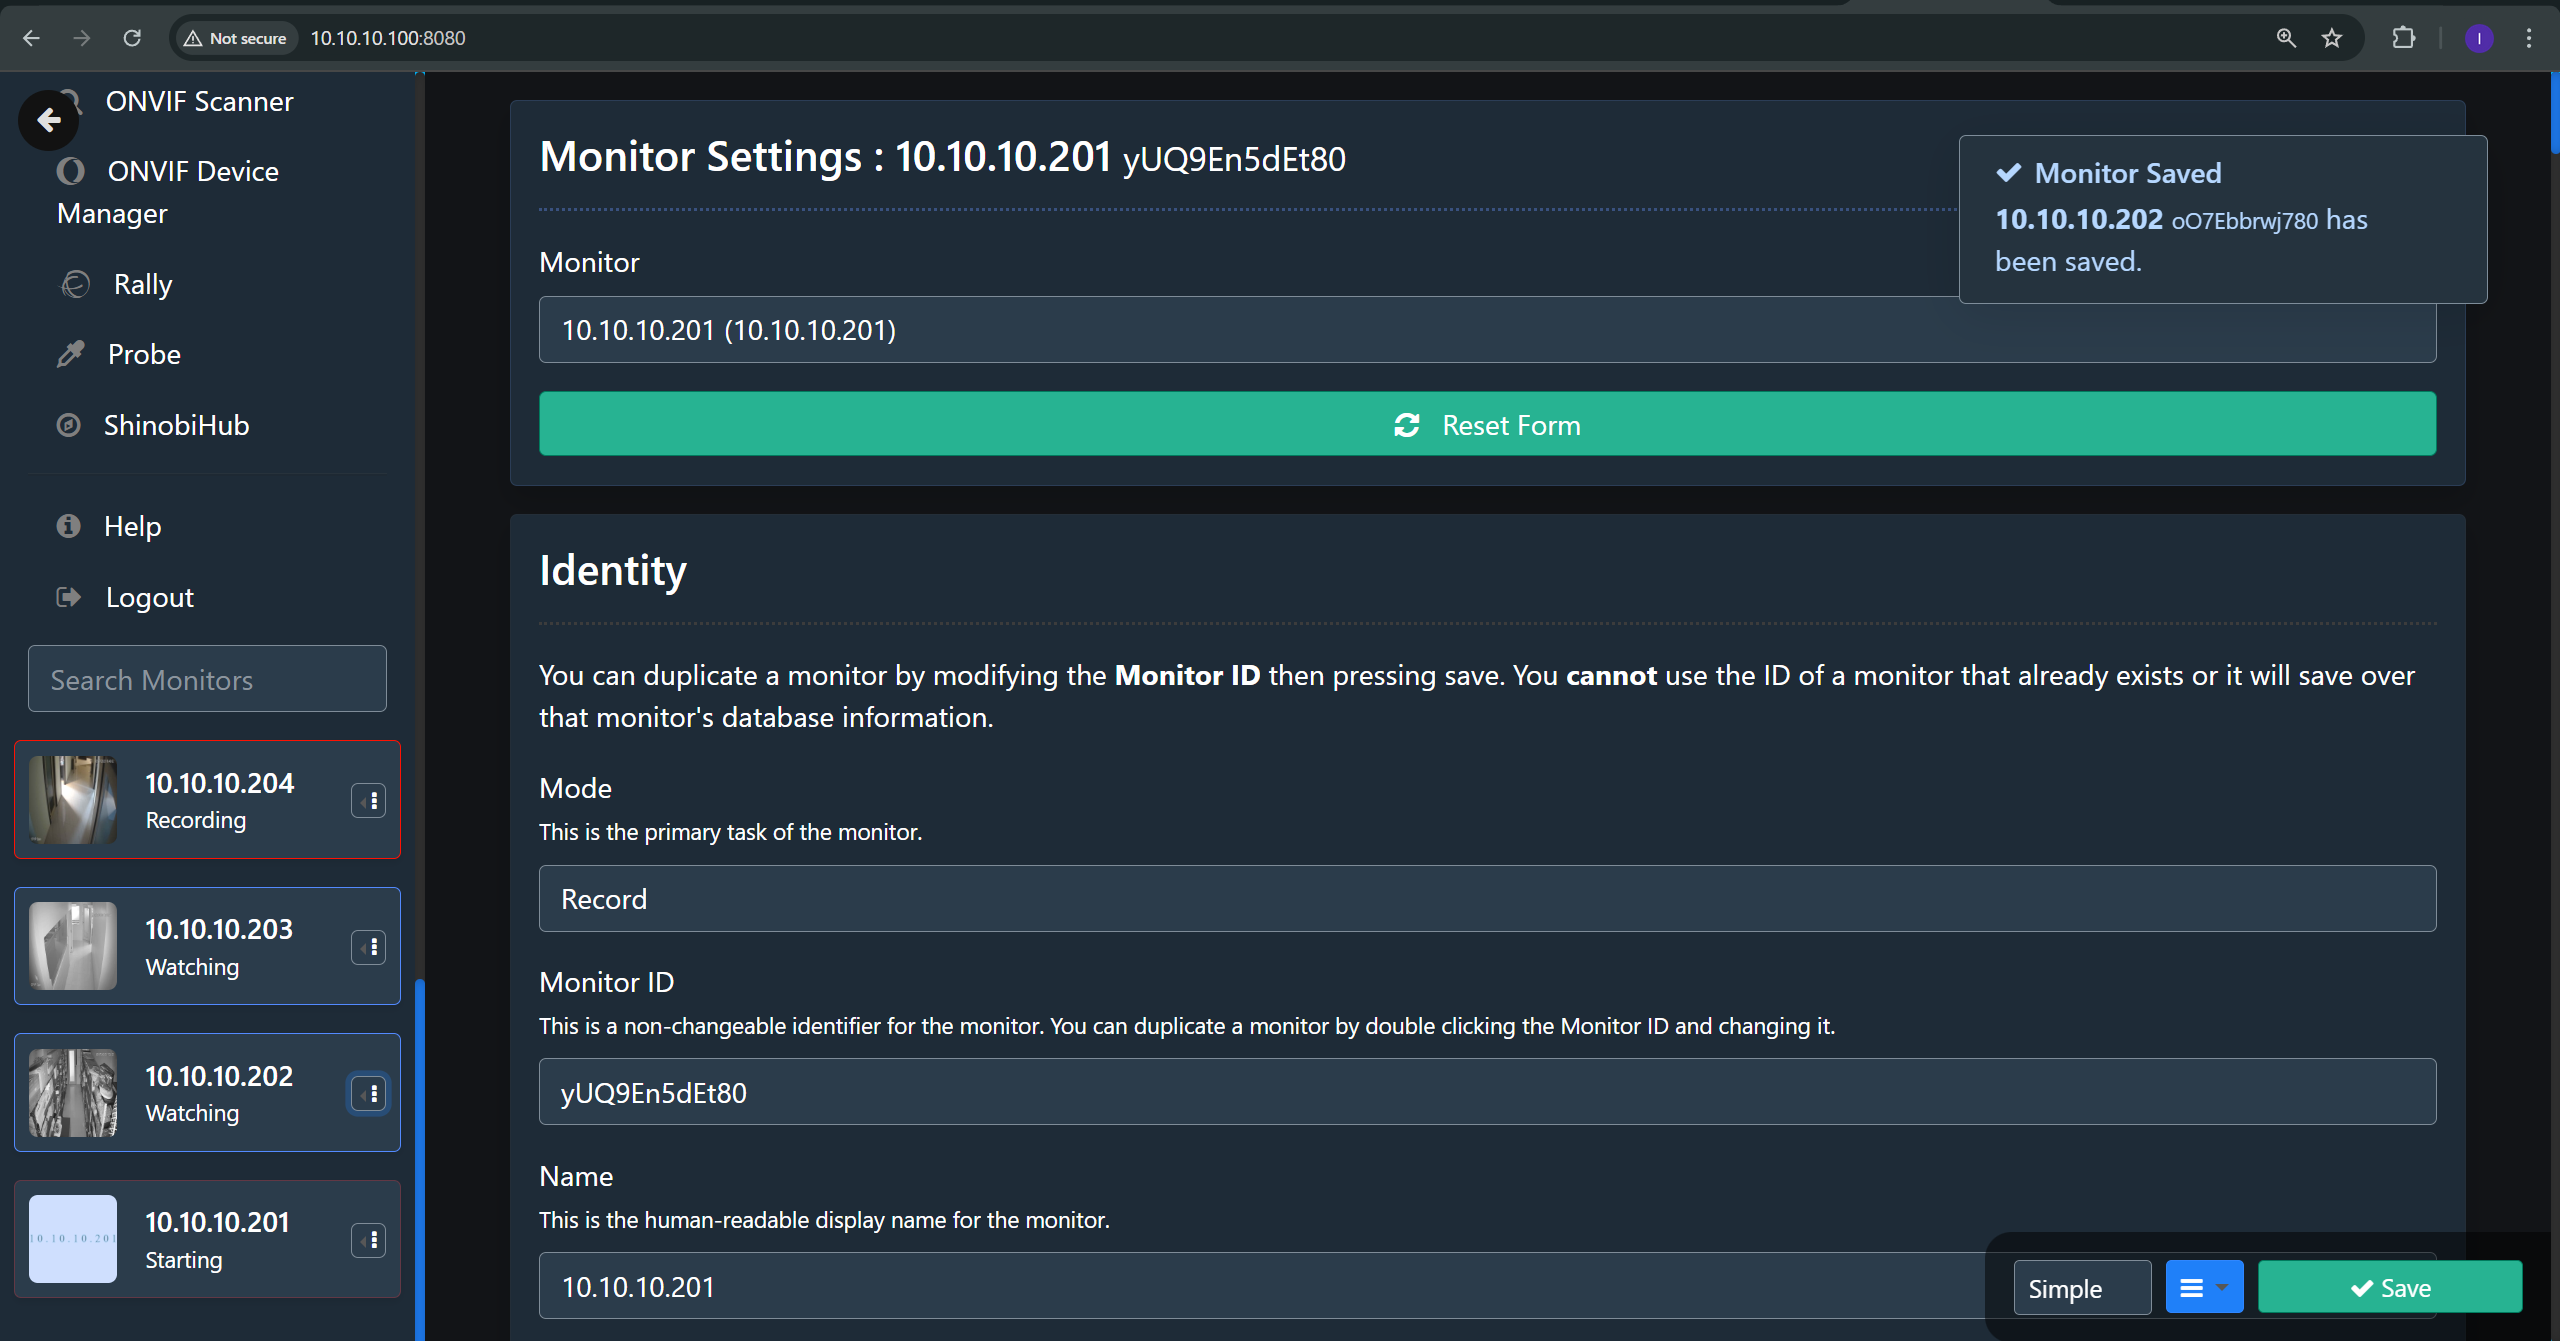 Not secure
10.10.10.100:8080
I
ONVIF Scanner
ONVIF Device
Manager
Rally
Probe
ShinobiHub
Help
Logout
Search Monitors
10.10.10.204
Recording
10.10.10.203
Watching
10.10.10.202
Watching
10.10.10.201
10.10.10.201
Starting
Monitor Settings : 10.10.10.201 yUQ9En5dEt80
Monitor Saved
10.10.10.202 oO7Ebbrwj780 has
been saved.
Monitor
10.10.10.201 (10.10.10.201)
Reset Form
Identity
You can duplicate a monitor by modifying the Monitor ID then pressing save. You cannot use the ID of a monitor that already exists or it will save over
that monitor's database information.
Mode
This is the primary task of the monitor.
Record
Monitor ID
This is a non-changeable identifier for the monitor. You can duplicate a monitor by double clicking the Monitor ID and changing it.
yUQ9En5dEt80
Name
This is the human-readable display name for the monitor.
10.10.10.201
Simple
Save